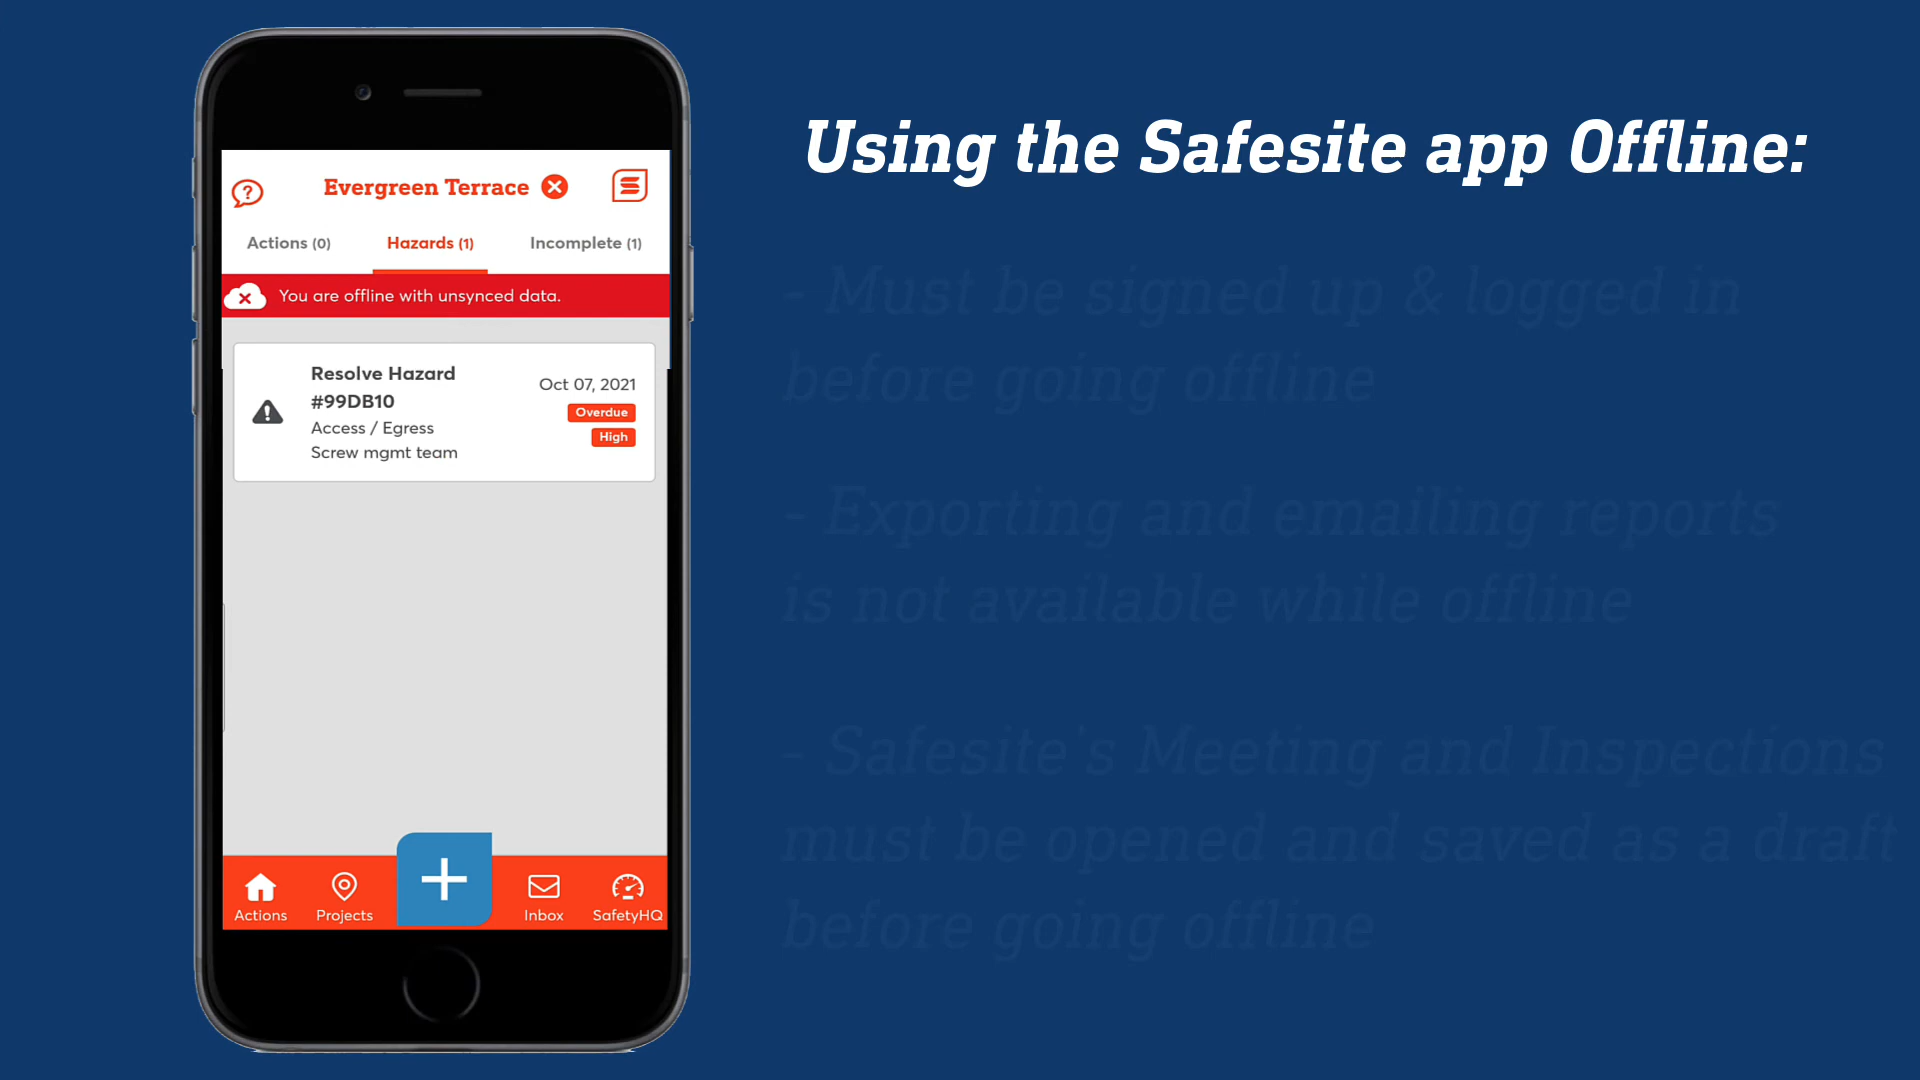 Using the Safesite app Offline:
- Must be signed up & logged in
before going offline
- Exporting and emailing reports
is not available while offline
- Safesite's Meeting and Inspections
must be opened and saved as a draft
before going offline
?
Evergreen Terrace
Actions (0) Hazards (1) Incomplete (1)
You are offline with unsynced data.
Resolve Hazard
#99DB10
Access / Egress
Screw mgmt team
Oct 07, 2021
Overdue
High
Actions Projects Inbox SafetyHQ